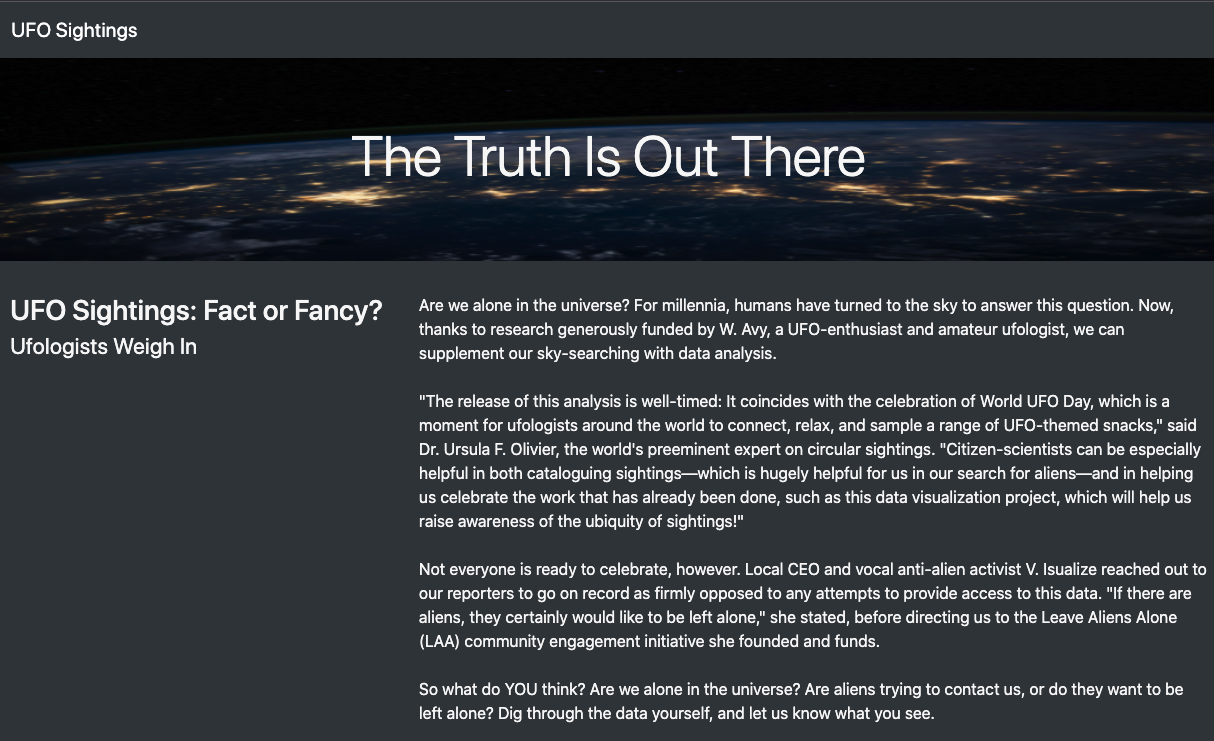 UFO Sightings
The Truth Is Out There
UFO Sightings: Fact or Fancy?
Ufologists Weigh In
Are we alone in the universe? For millennia, humans have turned to the sky to answer this question. Now,
thanks to research generously funded by W. Avy, a UFO-enthusiast and amateur ufologist, we can
supplement our sky-searching with data analysis.
"The release of this analysis is well-timed: It coincides with the celebration of World UFO Day, which is a
moment for ufologists around the world to connect, relax, and sample a range of UFO-themed snacks," said
Dr. Ursula F. Olivier, the world's preeminent expert on circular sightings. "Citizen-scientists can be especially
helpful in both cataloguing sightings—which is hugely helpful for us in our search for aliens—and in helping
us celebrate the work that has already been done, such as this data visualization project, which will help us
raise awareness of the ubiquity of sightings!"
Not everyone is ready to celebrate, however. Local CEO and vocal anti-alien activist V. Isualize reached out to
our reporters to go on record as firmly opposed to any attempts to provide access to this data. "If there are
aliens, they certainly would like to be left alone," she stated, before directing us to the Leave Aliens Alone
(LAA) community engagement initiative she founded and funds.
So what do YOU think? Are we alone in the universe? Are aliens trying to contact us, or do they want to be
left alone? Dig through the data yourself, and let us know what you see.